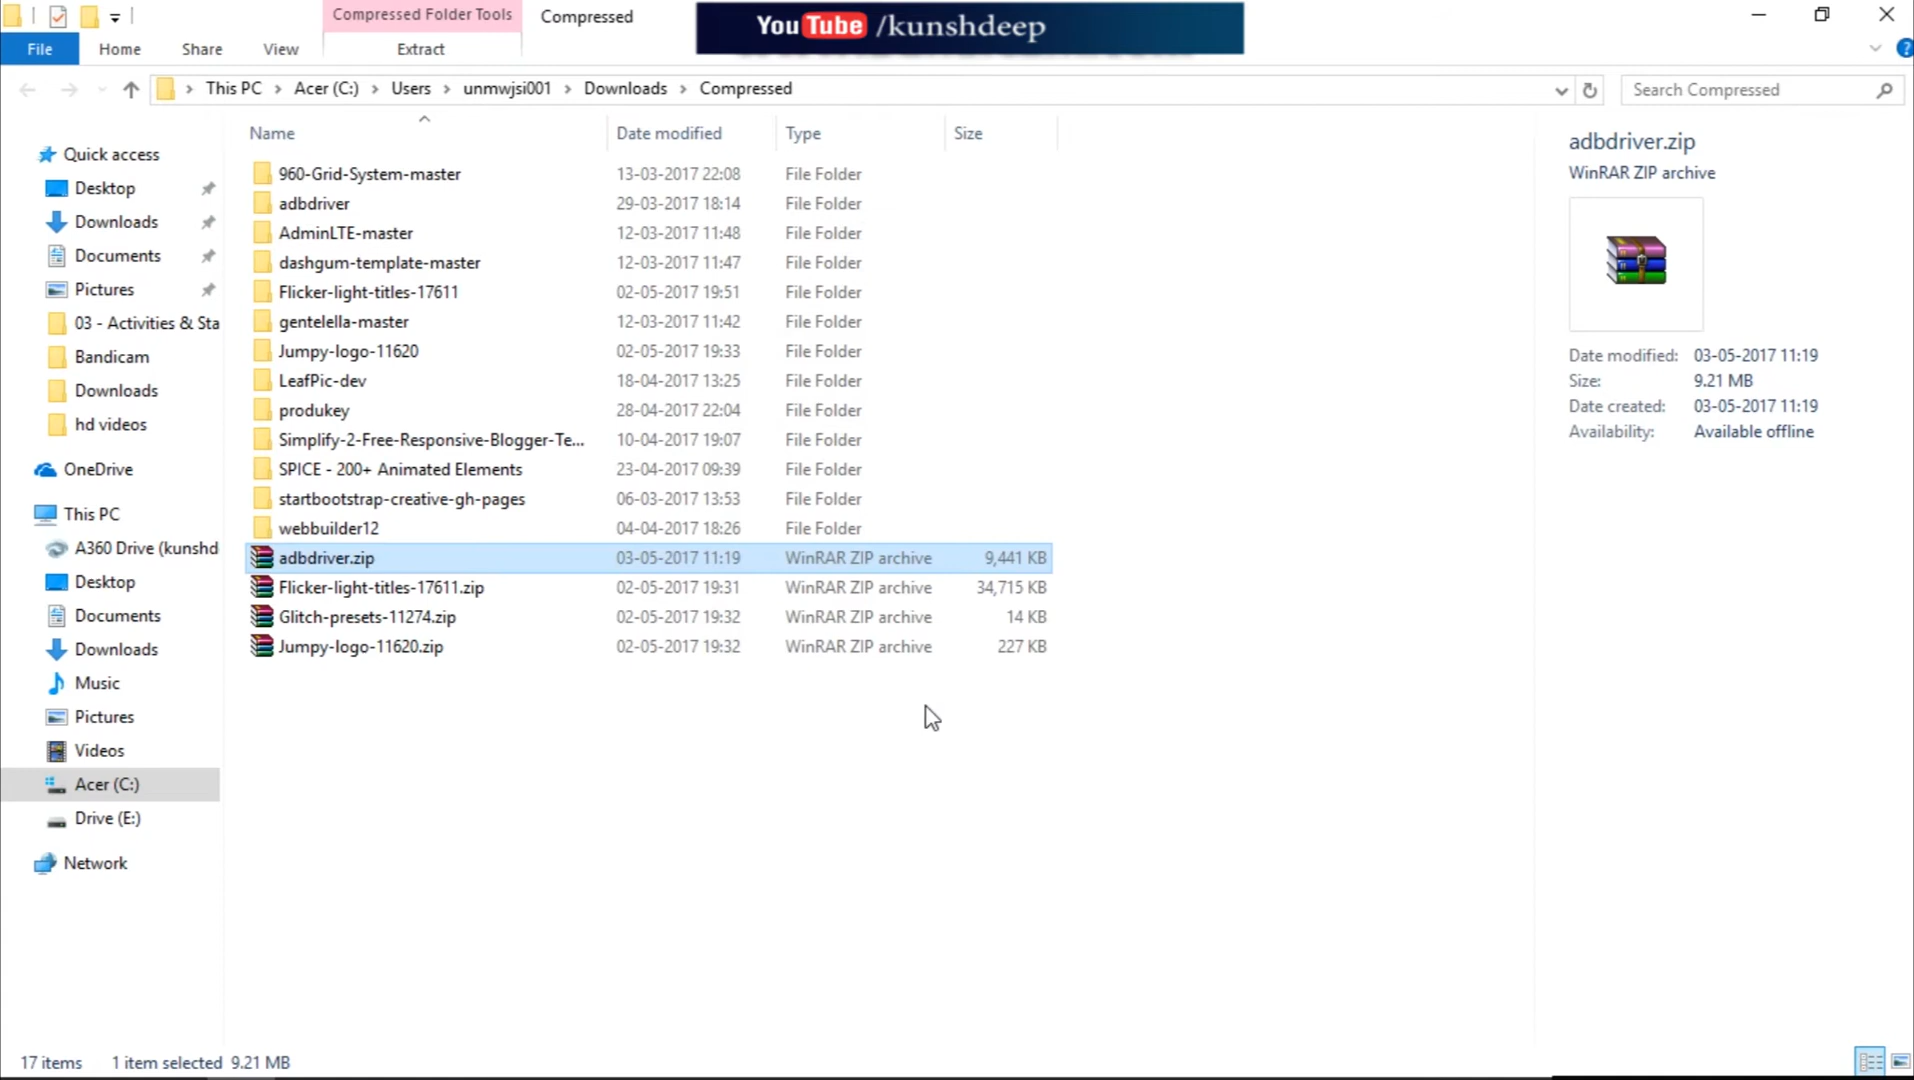 Compressed Folder Tools
Compressed
YouTube /kunshdeep
File
Home
Share
View
Extract
?
This PC > Acer (C:) > Users > unmwjsi001 > Downloads > Compressed
Search Compressed
Name
Date modified
Type
Size
Quick access
Desktop
Downloads
Documents
Pictures
03 - Activities & Sta
Bandicam
Downloads
hd videos
OneDrive
This PC
A360 Drive (kunshd
Desktop
Documents
Downloads
Music
Pictures
Videos
Acer (C:)
Drive (E:)
Network
960-Grid-System-master 13-03-2017 22:08 File Folder
adbdriver 29-03-2017 18:14 File Folder
AdminLTE-master 12-03-2017 11:48 File Folder
dashgum-template-master 12-03-2017 11:47 File Folder
Flicker-light-titles-17611 02-05-2017 19:51 File Folder
gentelella-master 12-03-2017 11:42 File Folder
Jumpy-logo-11620 02-05-2017 19:33 File Folder
LeafPic-dev 18-04-2017 13:25 File Folder
produkey 28-04-2017 22:04 File Folder
Simplify-2-Free-Responsive-Blogger-Te... 10-04-2017 19:07 File Folder
SPICE - 200+ Animated Elements 23-04-2017 09:39 File Folder
startbootstrap-creative-gh-pages 06-03-2017 13:53 File Folder
webbuilder12 04-04-2017 18:26 File Folder
adbdriver.zip 03-05-2017 11:19 WinRAR ZIP archive 9,441 KB
Flicker-light-titles-17611.zip 02-05-2017 19:31 WinRAR ZIP archive 34,715 KB
Glitch-presets-11274.zip 02-05-2017 19:32 WinRAR ZIP archive 14 KB
Jumpy-logo-11620.zip 02-05-2017 19:32 WinRAR ZIP archive 227 KB
adbdriver.zip
WinRAR ZIP archive
Date modified: 03-05-2017 11:19
Size: 9.21 MB
Date created: 03-05-2017 11:19
Availability: Available offline
17 items 1 item selected 9.21 MB